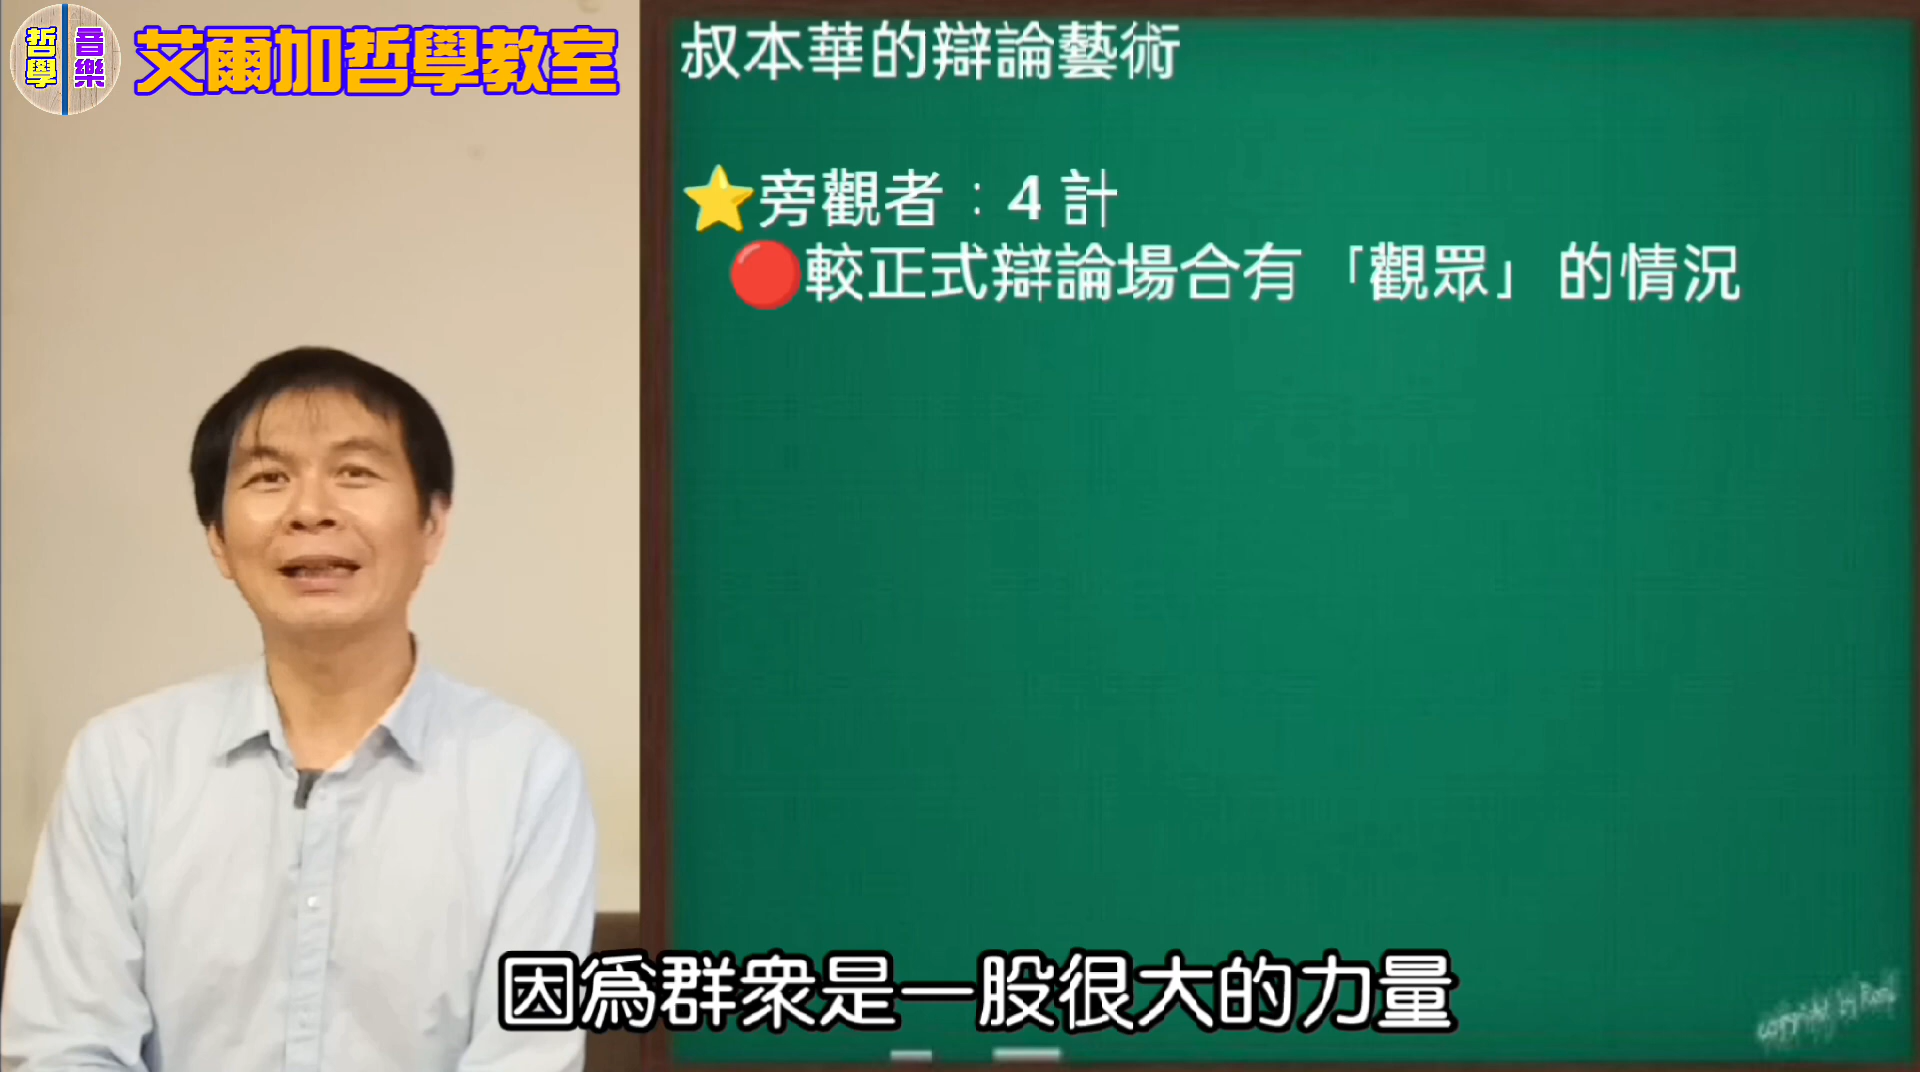 哲學
音樂
艾爾加哲學教室
叔本華的辯論藝術
⭐旁觀者：4 計
🔴較正式辯論場合有「觀眾」的情況
因為群眾是一股很大的力量